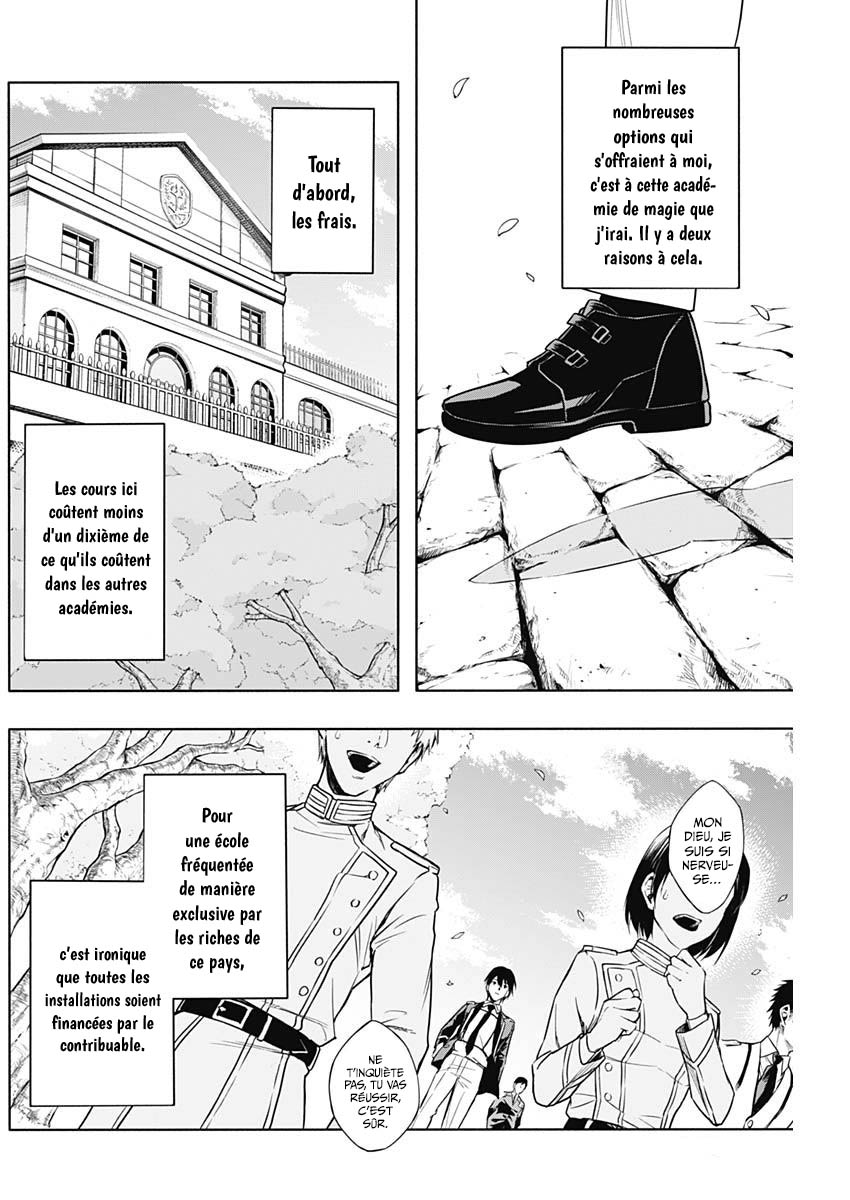 Parmi les
nombreuses
options qui
s'offraient à moi,
c'est à cette acadé-
mie de magie que
j'irai. Il y a deux
raisons à cela.
Tout
d'abord,
les frais.
Les cours ici
coûtent moins
d'un dixième de
ce qu'ils coûtent
dans les autres
académies.
MON
DIEU, JE
SUIS SI
NERVEU-
SE...
Pour
une école
fréquentée
de manière
exclusive par
les riches de
ce pays,
c'est ironique
que toutes les
installations soient
financées par le
contribuable.
NE
T'INQUIÈTE
PAS, TU VAS
RÉUSSIR,
C'EST
SÛR.